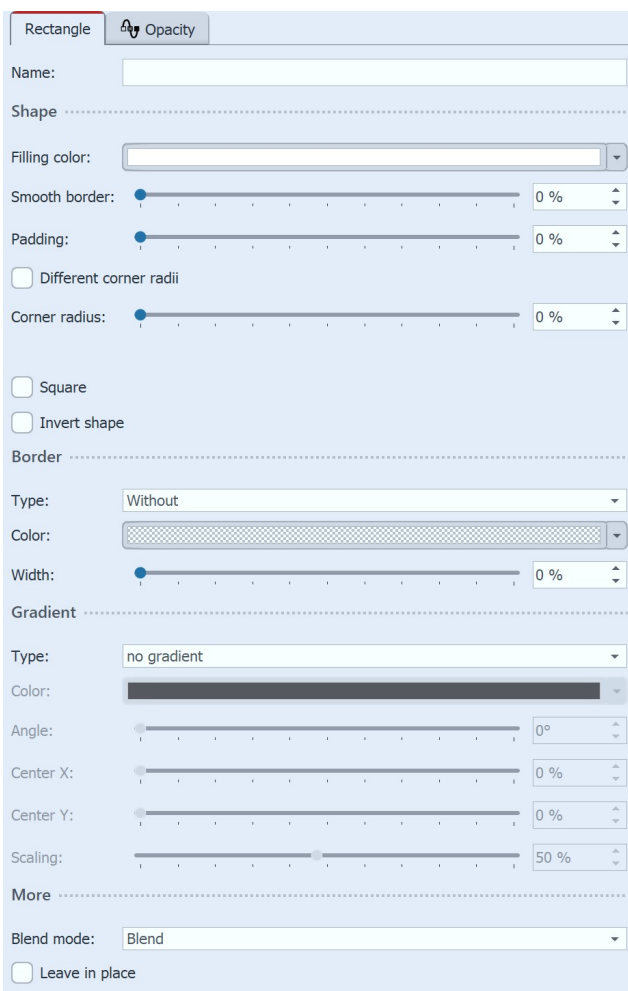 Rectangle Opacity
Name:
Shape
Filling color:
Smooth border: 0 %
Padding: 0 %
Different corner radii
Corner radius: 0 %
Square
Invert shape
Border
Type: Without
Color:
Width: 0 %
Gradient
Type: no gradient
Color:
Angle: 0°
Center X: 0 %
Center Y: 0 %
Scaling: 50 %
More
Blend mode: Blend
Leave in place